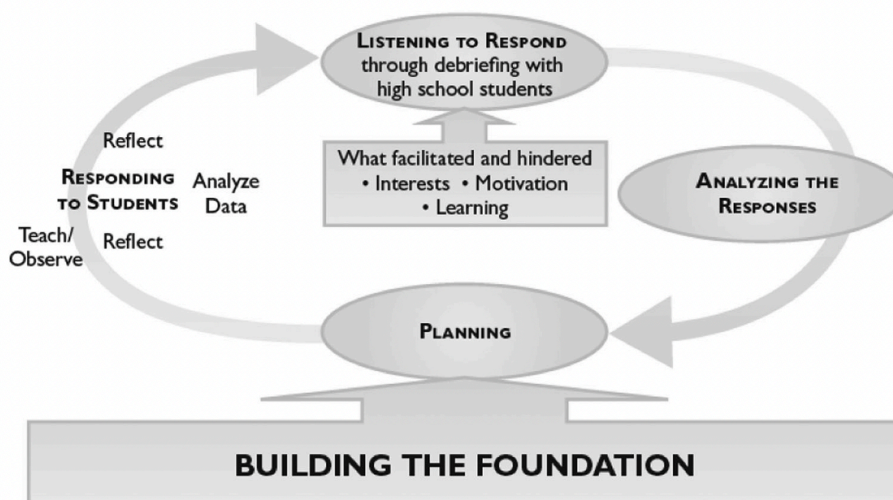 LISTENING TO RESPOND
through debriefing with
high school students
What facilitated and hindered
• Interests • Motivation
• Learning
ANALYZING THE
RESPONSES
Reflect
RESPONDING
TO STUDENTS
Analyze
Data
Teach/
Observe
Reflect
PLANNING
BUILDING THE FOUNDATION